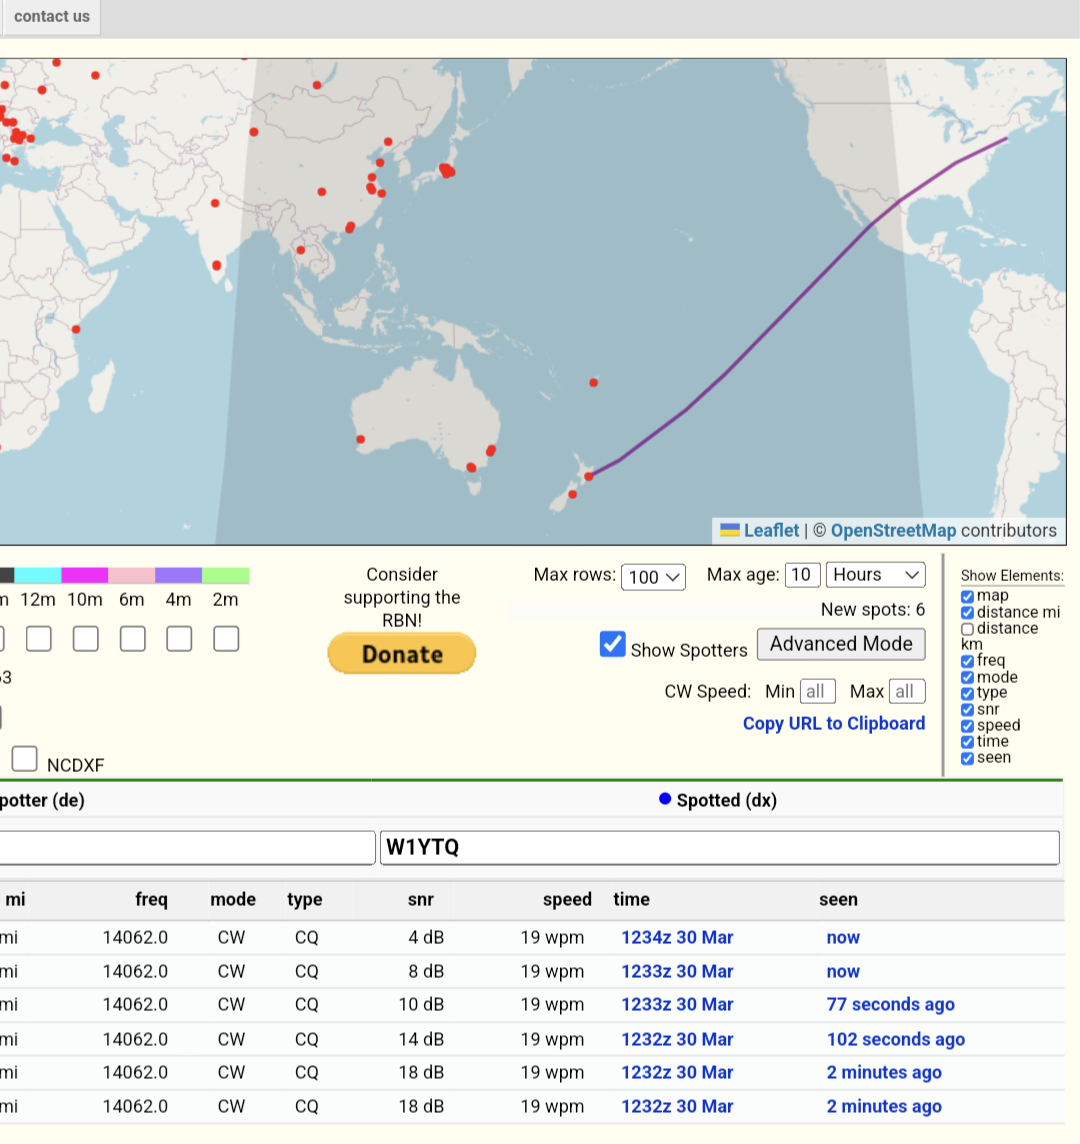 contact us
Leaflet | © OpenStreetMap contributors
m 12m 10m 6m 4m 2m
Consider
supporting the
RBN!
Donate
Max rows: 100 Max age: 10 Hours
New spots: 6
Show Spotters Advanced Mode
CW Speed: Min all Max all
Copy URL to Clipboard
Show Elements:
map
distance mi
distance
km
freq
mode
type
snr
speed
time
seen
3
NCDXF
potter (de) Spotted (dx)
W1YTQ
mi freq mode type snr speed time seen
mi 14062.0 CW CQ 4 dB 19 wpm 1234z 30 Mar now
mi 14062.0 CW CQ 8 dB 19 wpm 1233z 30 Mar now
mi 14062.0 CW CQ 10 dB 19 wpm 1233z 30 Mar 77 seconds ago
mi 14062.0 CW CQ 14 dB 19 wpm 1232z 30 Mar 102 seconds ago
mi 14062.0 CW CQ 18 dB 19 wpm 1232z 30 Mar 2 minutes ago
mi 14062.0 CW CQ 18 dB 19 wpm 1232z 30 Mar 2 minutes ago